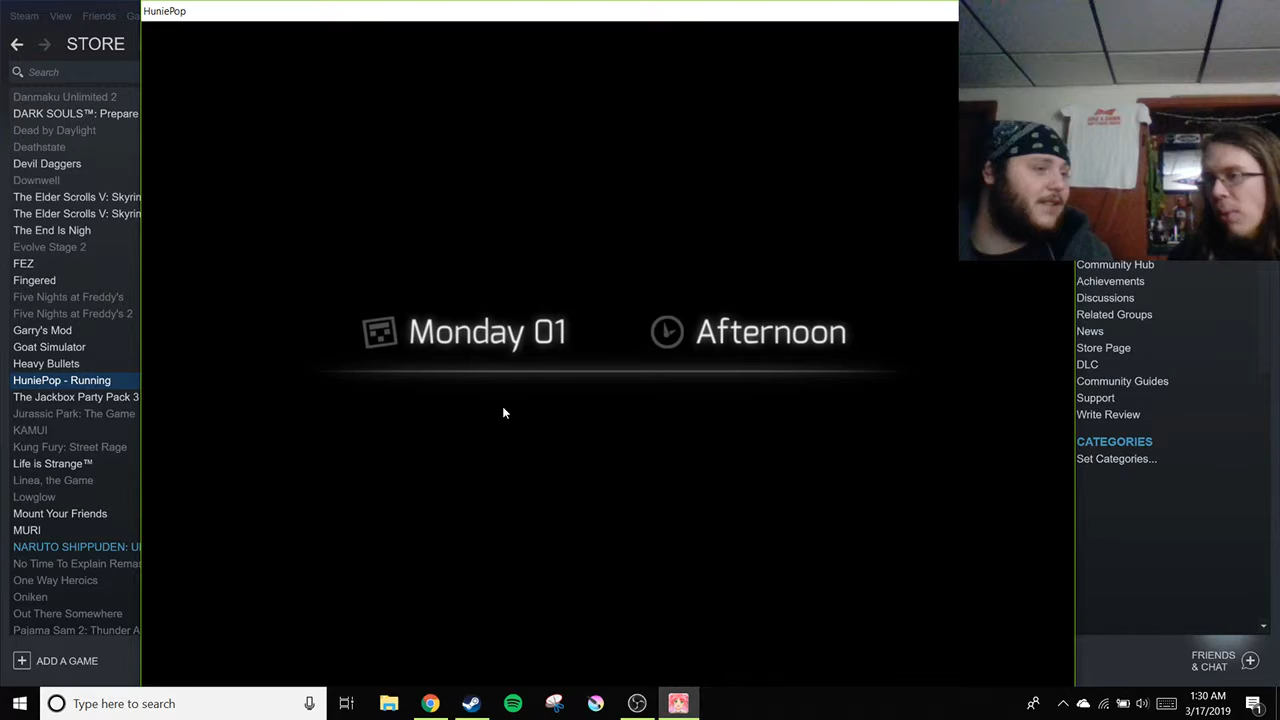 HuniePop
Steam View Friends Ga
STORE
Search
Danmaku Unlimited 2
DARK SOULS™: Prepare
Dead by Daylight
Deathstate
Devil Daggers
Downwell
The Elder Scrolls V: Skyrin
The Elder Scrolls V: Skyrin
The End Is Nigh
Evolve Stage 2
FEZ
Fingered
Five Nights at Freddy's
Five Nights at Freddy's 2
Garry's Mod
Goat Simulator
Heavy Bullets
HuniePop - Running
The Jackbox Party Pack 3
Jurassic Park: The Game
KAMUI
Kung Fury: Street Rage
Life is Strange™
Linea, the Game
Lowglow
Mount Your Friends
MURI
NARUTO SHIPPUDEN: U
No Time To Explain Rema
One Way Heroics
Oniken
Out There Somewhere
Pajama Sam 2: Thunder A
ADD A GAME
Monday 01 Afternoon
Community Hub
Achievements
Discussions
Related Groups
News
Store Page
DLC
Community Guides
Support
Write Review
CATEGORIES
Set Categories...
FRIENDS
& CHAT
Type here to search
1:30 AM
3/17/2019
1